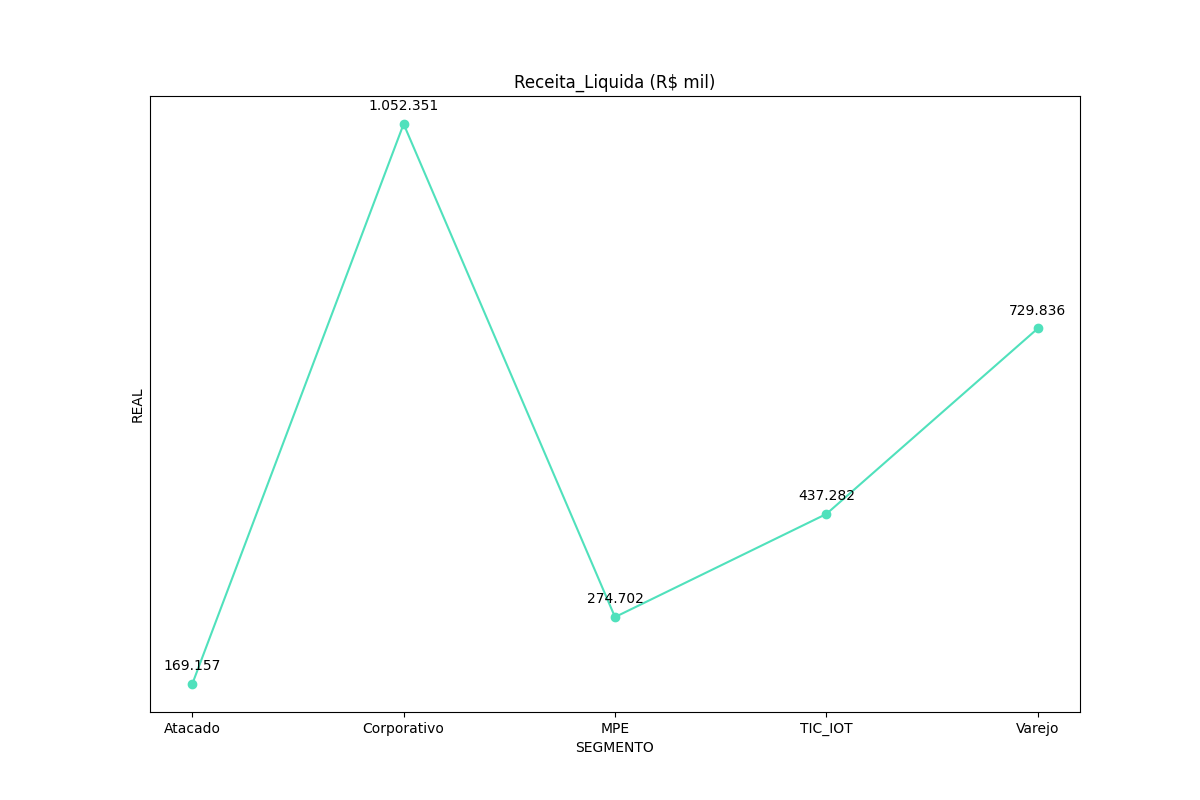 Receita_Liquida (R$ mil)
1.052.351
729.836
437.282
274.702
169.157
REAL
Atacado Corporativo MPE TIC_IOT Varejo
SEGMENTO